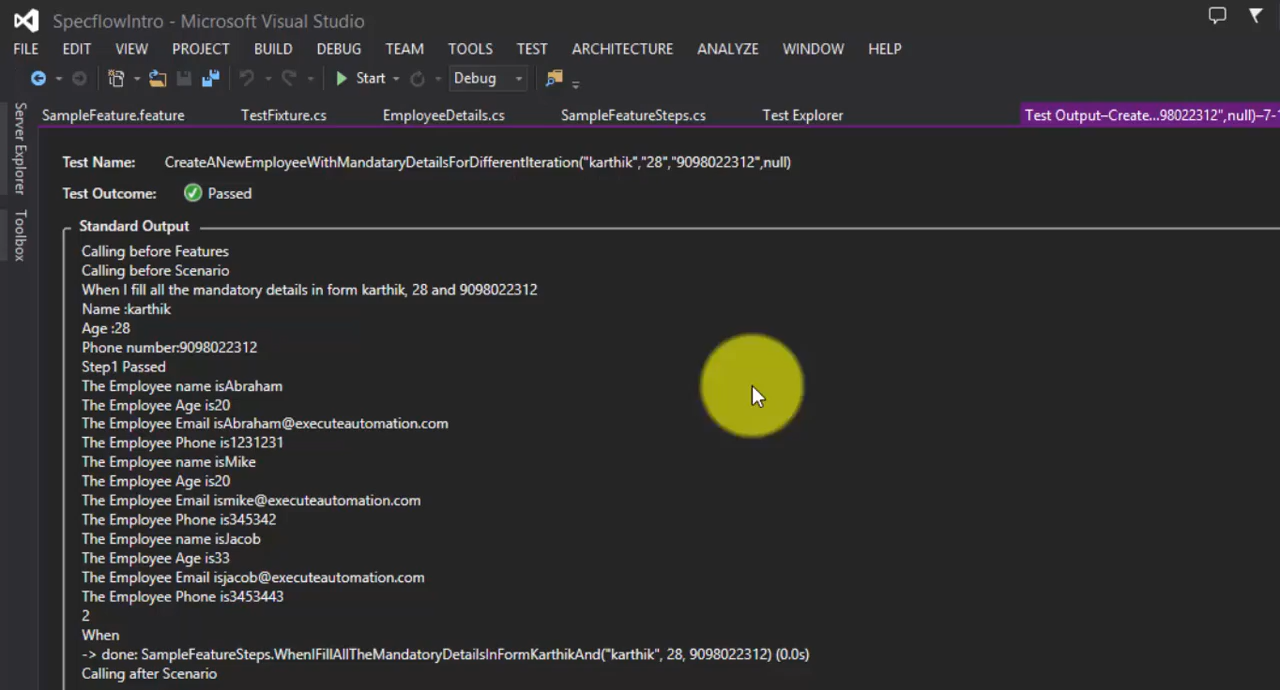 SpecflowIntro - Microsoft Visual Studio
FILE EDIT VIEW PROJECT BUILD DEBUG TEAM TOOLS TEST ARCHITECTURE ANALYZE WINDOW HELP
Start Debug
Server Explorer
Toolbox
SampleFeature.feature TestFixture.cs EmployeeDetails.cs SampleFeatureSteps.cs Test Explorer Test Output–Create...98022312",null)–7-1
Test Name: CreateANewEmployeeWithMandataryDetailsForDifferentIteration("karthik","28","9098022312",null)
Test Outcome: Passed
Standard Output
Calling before Features
Calling before Scenario
When I fill all the mandatory details in form karthik, 28 and 9098022312
Name :karthik
Age :28
Phone number:9098022312
Step1 Passed
The Employee name isAbraham
The Employee Age is20
The Employee Email isAbraham@executeautomation.com
The Employee Phone is1231231
The Employee name isMike
The Employee Age is20
The Employee Email ismike@executeautomation.com
The Employee Phone is345342
The Employee name isJacob
The Employee Age is33
The Employee Email isjacob@executeautomation.com
The Employee Phone is3453443
2
When
-> done: SampleFeatureSteps.WhenIFillAllTheMandatoryDetailsInFormKarthikAnd("karthik", 28, 9098022312) (0.0s)
Calling after Scenario